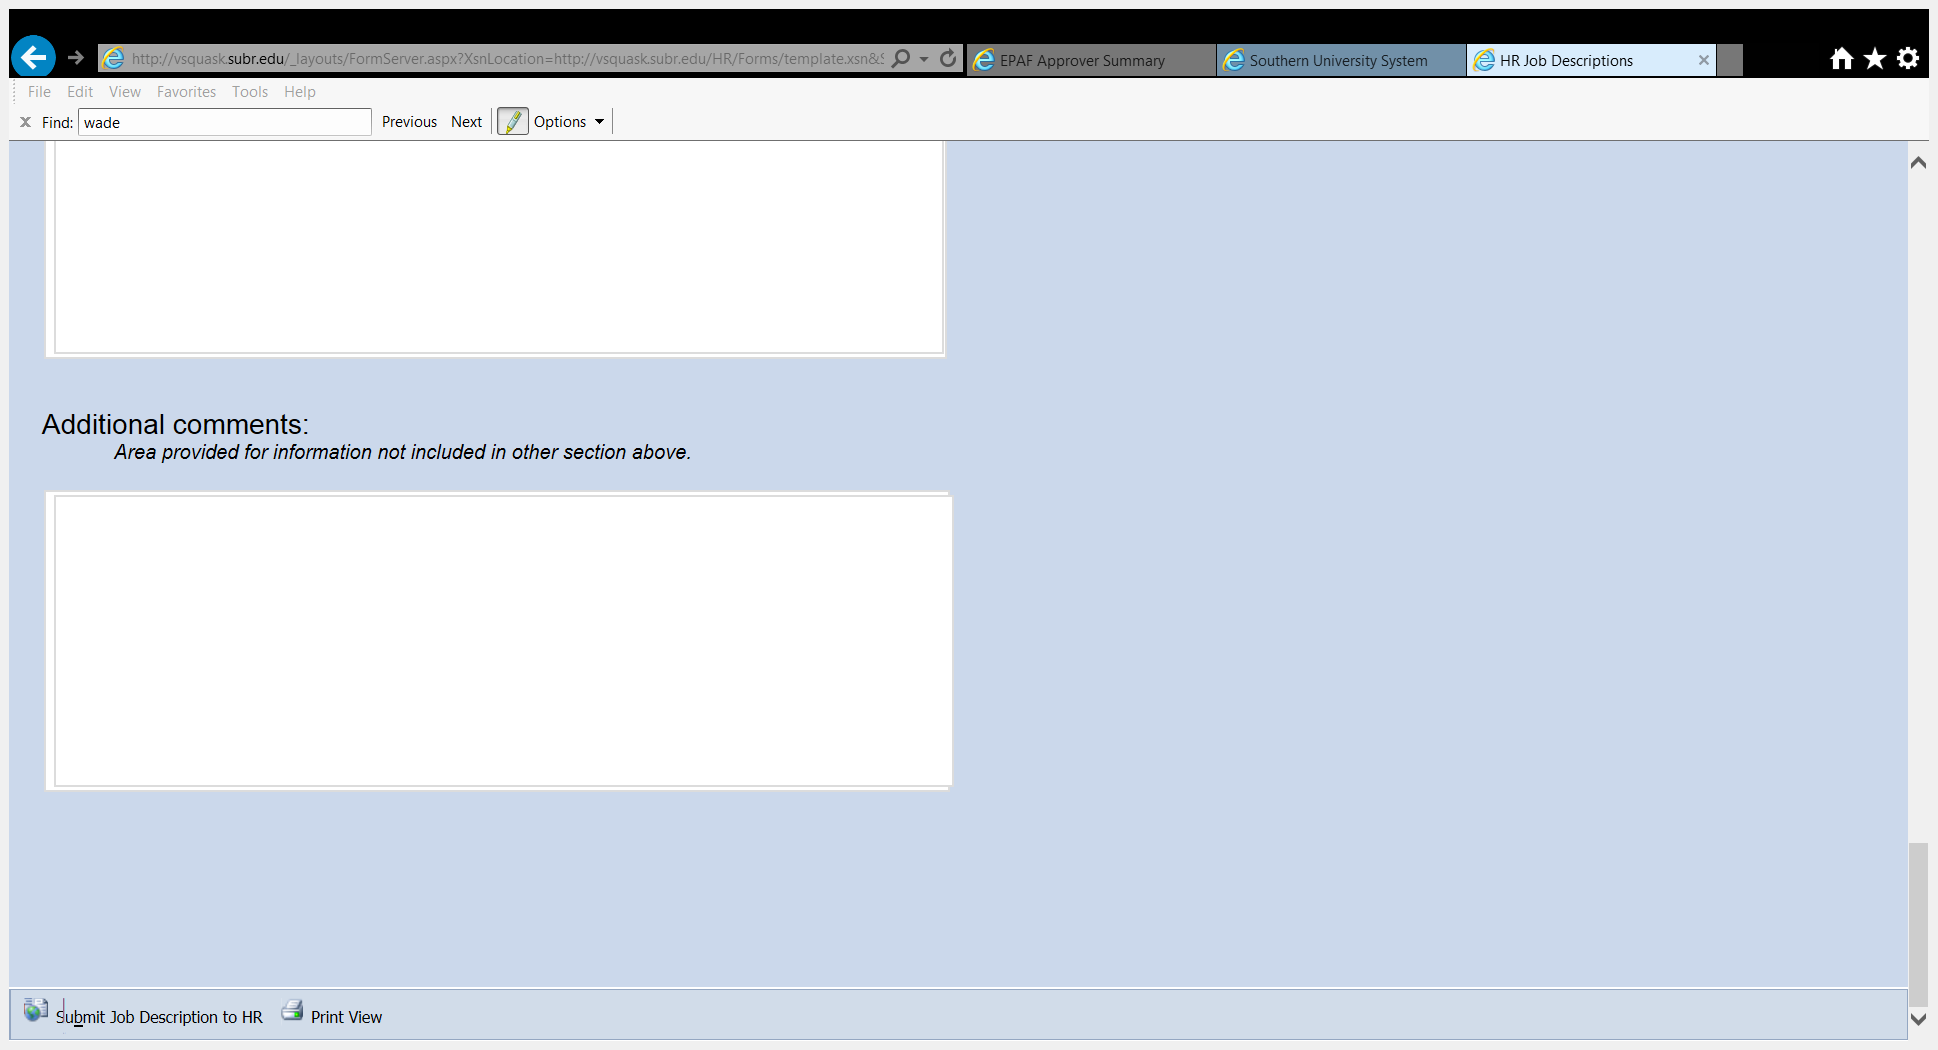 http://vsquask.subr.edu/_layouts/FormServer.aspx?XsnLocation=http://vsquask.subr.edu/HR/Forms/template.xsn&S
EPAF Approver Summary
Southern University System
HR Job Descriptions
File Edit View Favorites Tools Help
x Find: wade Previous Next Options
Additional comments:
Area provided for information not included in other section above.
Submit Job Description to HR Print View